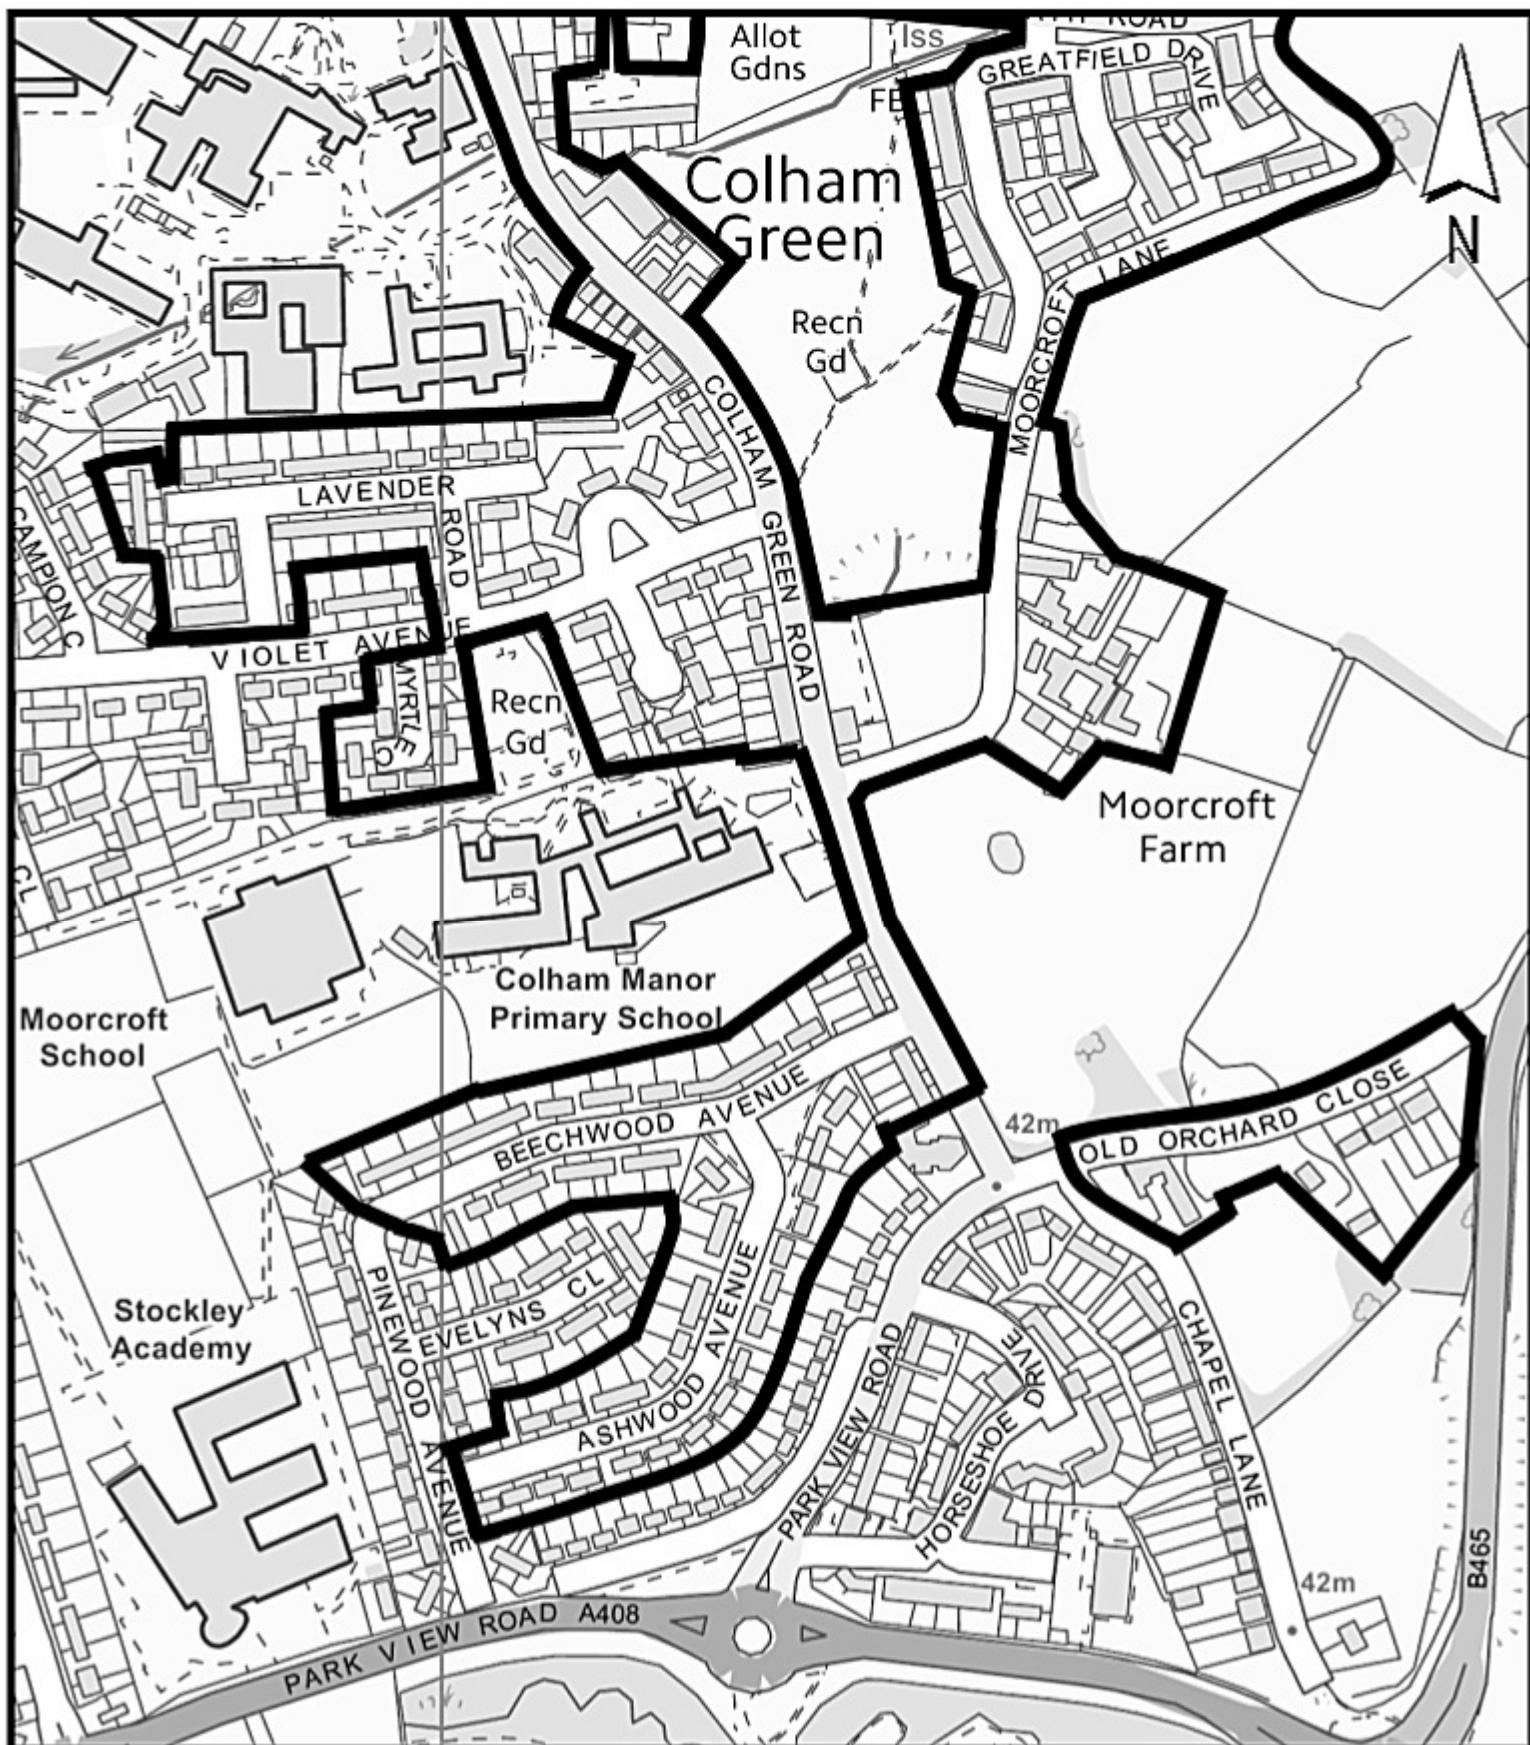 Allot
Gdns
Iss
ROAD
GREATFIELD DRIVE
Colham
Green
N
MOORCROFT LANE
Recn
Gd
COLHAM GREEN ROAD
LAVENDER
ROAD
CAMPION C
VIOLET AVENUE
MYRTLE
C
Recn
Gd
Moorcroft
Farm
CL
Colham Manor
Primary School
Moorcroft
School
BEECHWOOD AVENUE
42m
OLD ORCHARD CLOSE
Stockley
Academy
PINEWOOD AVENUE
EVELYNS CL
ASHWOOD AVENUE
PARK VIEW ROAD
HORSESHOE DRIVE
CHAPEL LANE
B465
42m
PARK VIEW ROAD A408